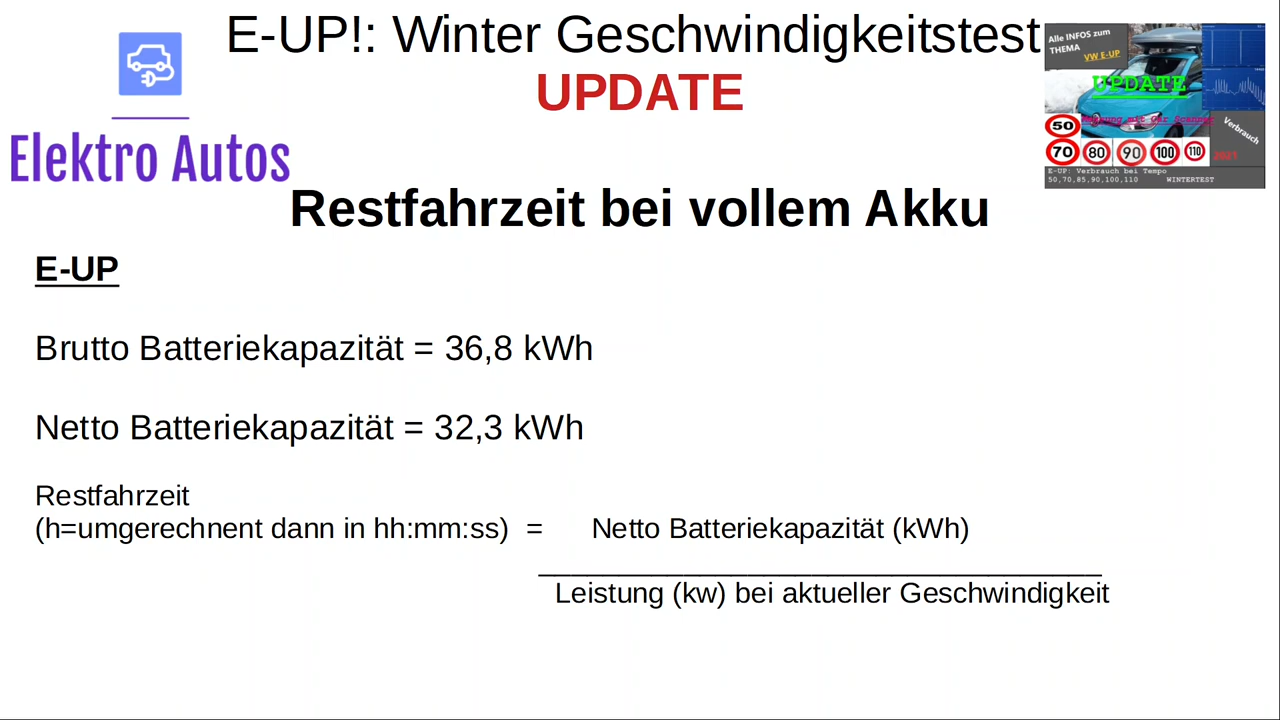 E-UP!: Winter Geschwindigkeitstest
UPDATE
Elektro Autos
Alle INFOS zum
THEMA
VW E-UP
UPDATE
Verbrauch
50
70 80 90 100 110
2021
E-UP: Verbrauch bei Tempo
50,70,85,90,100,110 WINTERTEST
Restfahrzeit bei vollem Akku
E-UP
Brutto Batteriekapazität = 36,8 kWh
Netto Batteriekapazität = 32,3 kWh
Restfahrzeit
(h=umgerechnent dann in hh:mm:ss) = Netto Batteriekapazität (kWh)
Leistung (kw) bei aktueller Geschwindigkeit